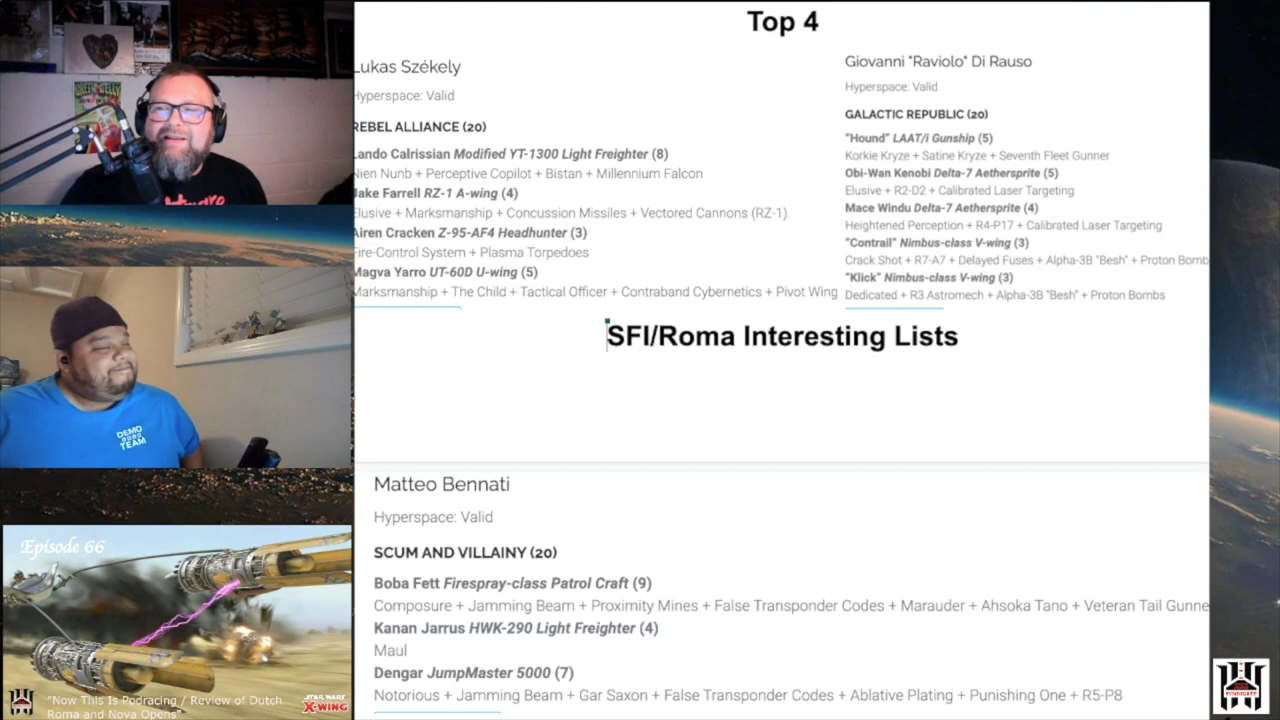 Top 4
Lukas Székely
Hyperspace: Valid
REBEL ALLIANCE (20)
Lando Calrissian Modified YT-1300 Light Freighter (8)
Nien Nunb + Perceptive Copilot + Bistan + Millennium Falcon
Jake Farrell RZ-1 A-wing (4)
Elusive + Marksmanship + Concussion Missiles + Vectored Cannons (RZ-1)
Airen Cracken Z-95-AF4 Headhunter (3)
Fire-Control System + Plasma Torpedoes
Magva Yarro UT-60D U-wing (5)
Marksmanship + The Child + Tactical Officer + Contraband Cybernetics + Pivot Wing
Giovanni "Raviolo" Di Rauso
Hyperspace: Valid
GALACTIC REPUBLIC (20)
“Hound” LAAT/i Gunship (5)
Korkie Kryze + Satine Kryze + Seventh Fleet Gunner
Obi-Wan Kenobi Delta-7 Aethersprite (5)
Elusive + R2-D2 + Calibrated Laser Targeting
Mace Windu Delta-7 Aethersprite (4)
Heightened Perception + R4-P17 + Calibrated Laser Targeting
“Contrail” Nimbus-class V-wing (3)
Crack Shot + R7-A7 + Delayed Fuses + Alpha-3B “Besh” + Proton Bomb
“Klick” Nimbus-class V-wing (3)
Dedicated + R3 Astromech + Alpha-3B “Besh” + Proton Bombs
SFI/Roma Interesting Lists
Matteo Bennati
Hyperspace: Valid
SCUM AND VILLAINY (20)
Boba Fett Firespray-class Patrol Craft (9)
Composure + Jamming Beam + Proximity Mines + False Transponder Codes + Marauder + Ahsoka Tano + Veteran Tail Gunne
Kanan Jarrus HWK-290 Light Freighter (4)
Maul
Dengar JumpMaster 5000 (7)
Notorious + Jamming Beam + Gar Saxon + False Transponder Codes + Ablative Plating + Punishing One + R5-P8
DEMO
TEAM
Episode 66
"Now This Is Podracing / Review of Dutch
Roma and Nova Opens"
STAR WARS
X-WING